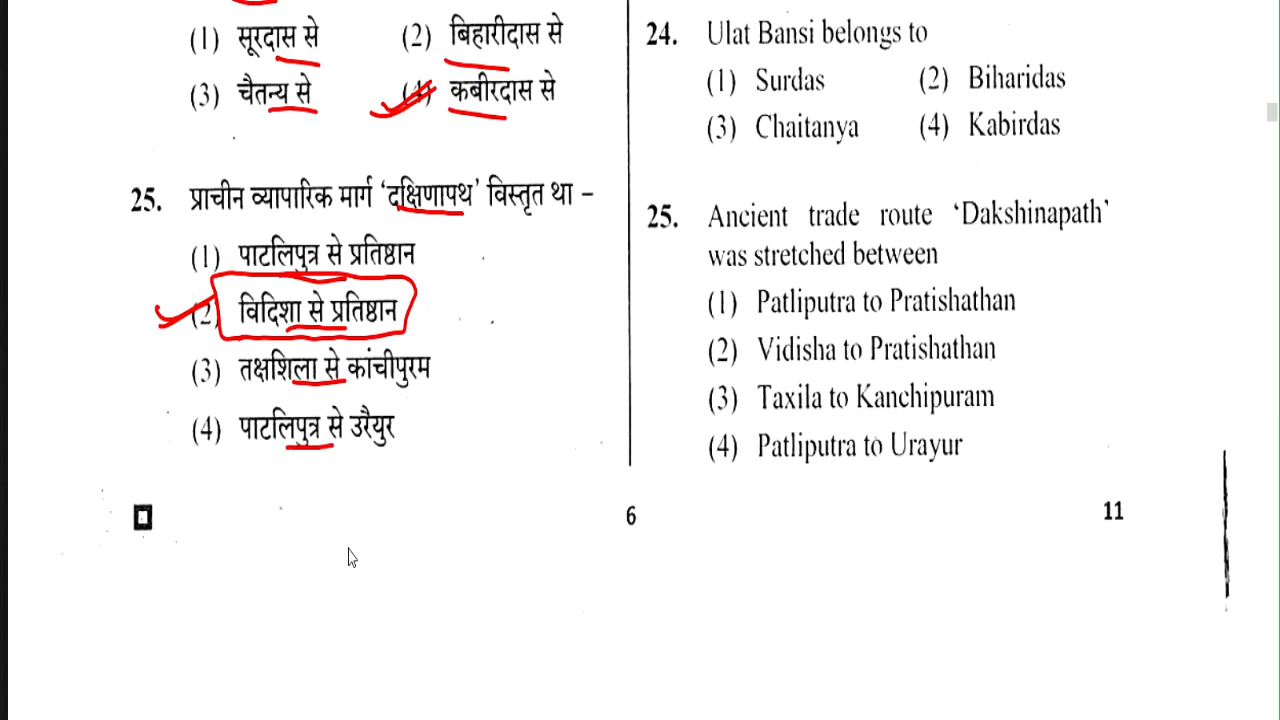 (1) सूरदास से (2) बिहारीदास से
(3) चैतन्य से (4) कबीरदास से
25. प्राचीन व्यापारिक मार्ग 'दक्षिणापथ' विस्तृत था –
(1) पाटलिपुत्र से प्रतिष्ठान
(2) विदिशा से प्रतिष्ठान
(3) तक्षशिला से कांचीपुरम
(4) पाटलिपुत्र से उरैयुर
24. Ulat Bansi belongs to
(1) Surdas (2) Biharidas
(3) Chaitanya (4) Kabirdas
25. Ancient trade route 'Dakshinapath'
was stretched between
(1) Patliputra to Pratishathan
(2) Vidisha to Pratishathan
(3) Taxila to Kanchipuram
(4) Patliputra to Urayur
6 11